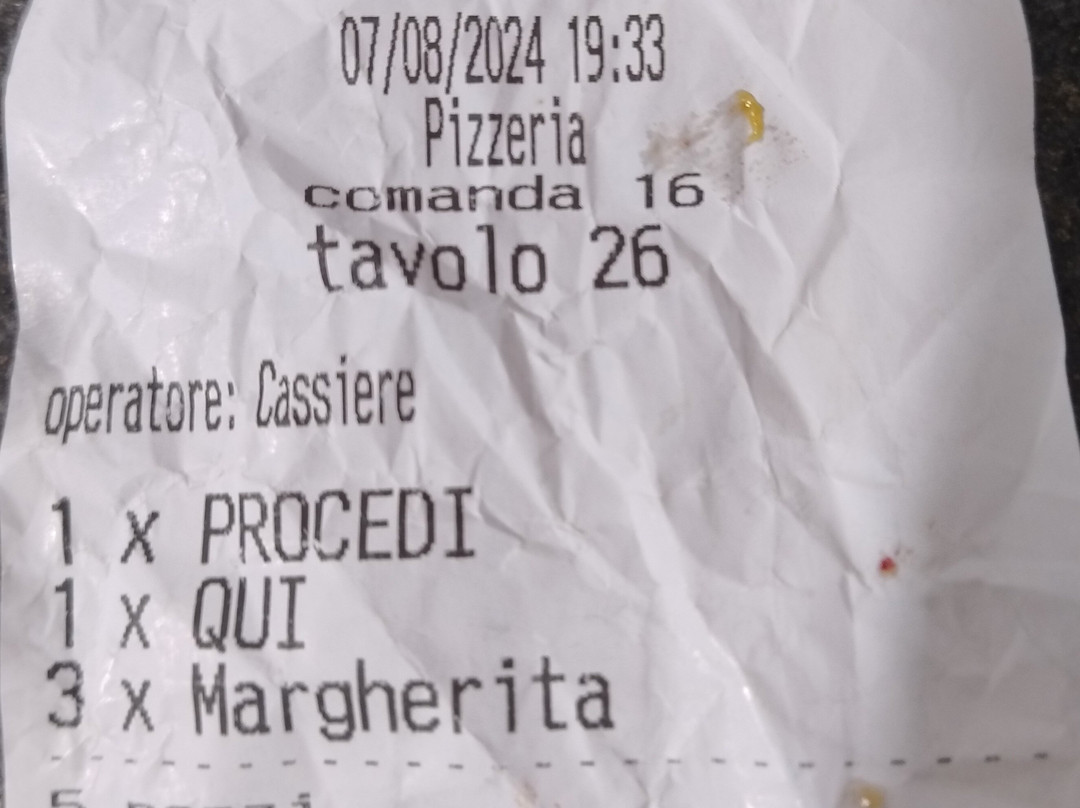 07/08/2024 19:33
Pizzeria
comanda 16
tavolo 26
operatore: Cassiere
1 x PROCEDI
1 x QUI
3 x Margherita